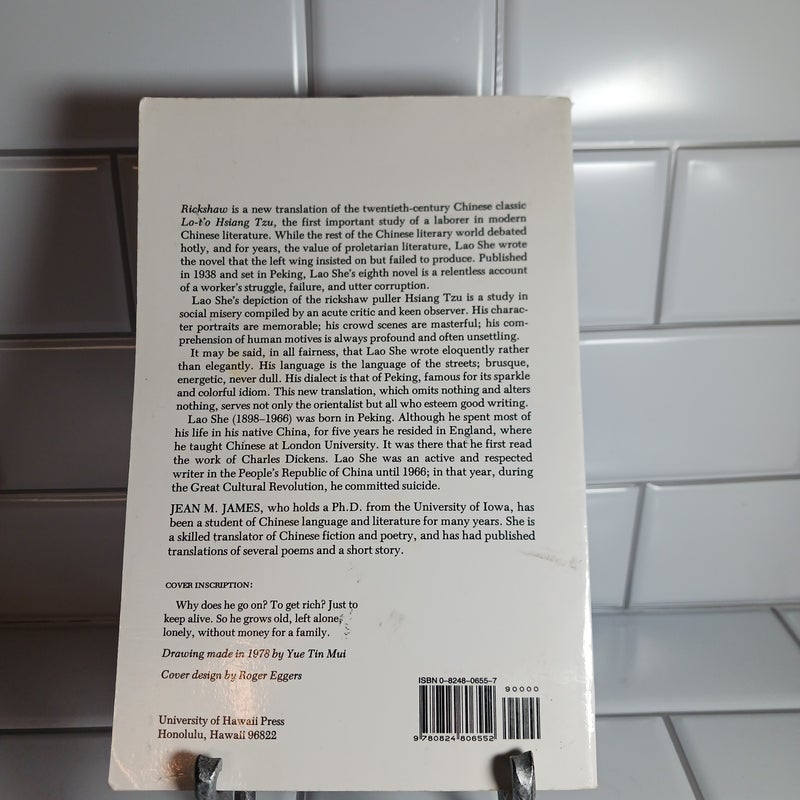 Rickshaw is a new translation of the twentieth-century Chinese classic
Lo-t'o Hsiang Tzu, the first important study of a laborer in modern
Chinese literature. While the rest of the Chinese literary world debated
hotly, and for years, the value of proletarian literature, Lao She wrote
the novel that the left wing insisted on but failed to produce. Published
in 1938 and set in Peking, Lao She's eighth novel is a relentless account
of a worker's struggle, failure, and utter corruption.
Lao She's depiction of the rickshaw puller Hsiang Tzu is a study in
social misery compiled by an acute critic and keen observer. His charac-
ter portraits are memorable; his crowd scenes are masterful; his com-
prehension of human motives is always profound and often unsettling.
It may be said, in all fairness, that Lao She wrote eloquently rather
than elegantly. His language is the language of the streets; brusque,
energetic, never dull. His dialect is that of Peking, famous for its sparkle
and colorful idiom. This new translation, which omits nothing and alters
nothing, serves not only the orientalist but all who esteem good writing.
Lao She (1898–1966) was born in Peking. Although he spent most of
his life in his native China, for five years he resided in England, where
he taught Chinese at London University. It was there that he first read
the work of Charles Dickens. Lao She was an active and respected
writer in the People's Republic of China until 1966; in that year, during
the Great Cultural Revolution, he committed suicide.
JEAN M. JAMES, who holds a Ph.D. from the University of Iowa, has
been a student of Chinese language and literature for many years. She is
a skilled translator of Chinese fiction and poetry, and has had published
translations of several poems and a short story.
COVER INSCRIPTION:
Why does he go on? To get rich? Just to
keep alive. So he grows old, left alone,
lonely, without money for a family.
Drawing made in 1978 by Yue Tin Mui
Cover design by Roger Eggers
University of Hawaii Press
Honolulu, Hawaii 96822
ISBN 0-8248-0655-7
90000
9 780824 806552